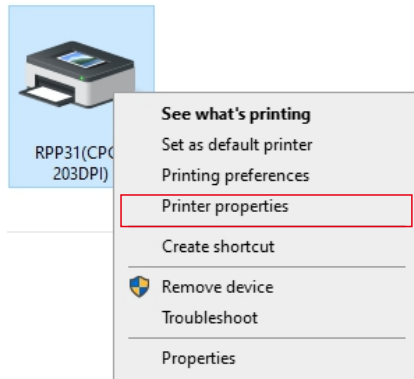 RPP31(CPC
203DPI)
See what's printing
Set as default printer
Printing preferences
Printer properties
Create shortcut
Remove device
Troubleshoot
Properties